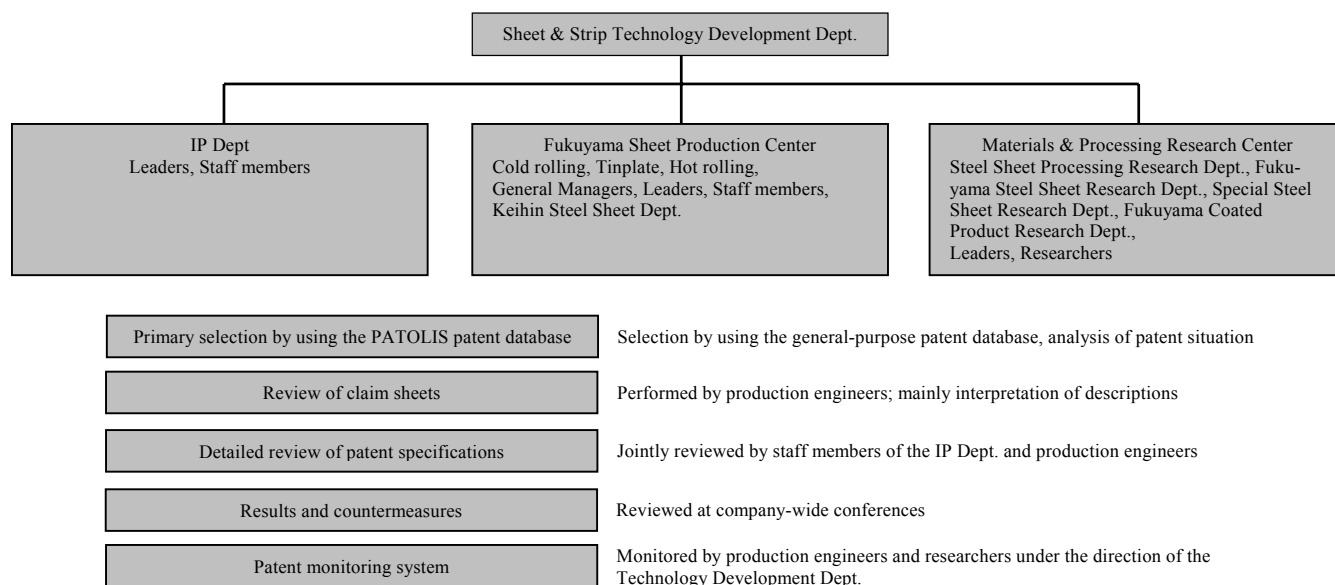 Sheet & Strip Technology Development Dept.
IP Dept
Leaders, Staff members
Fukuyama Sheet Production Center
Cold rolling, Tinplate, Hot rolling,
General Managers, Leaders, Staff members,
Keihin Steel Sheet Dept.
Materials & Processing Research Center
Steel Sheet Processing Research Dept., Fuku-
yama Steel Sheet Research Dept., Special Steel
Sheet Research Dept., Fukuyama Coated
Product Research Dept.,
Leaders, Researchers
Primary selection by using the PATOLIS patent database
Selection by using the general-purpose patent database, analysis of patent situation
Review of claim sheets
Performed by production engineers; mainly interpretation of descriptions
Detailed review of patent specifications
Jointly reviewed by staff members of the IP Dept. and production engineers
Results and countermeasures
Reviewed at company-wide conferences
Patent monitoring system
Monitored by production engineers and researchers under the direction of the
Technology Development Dept.